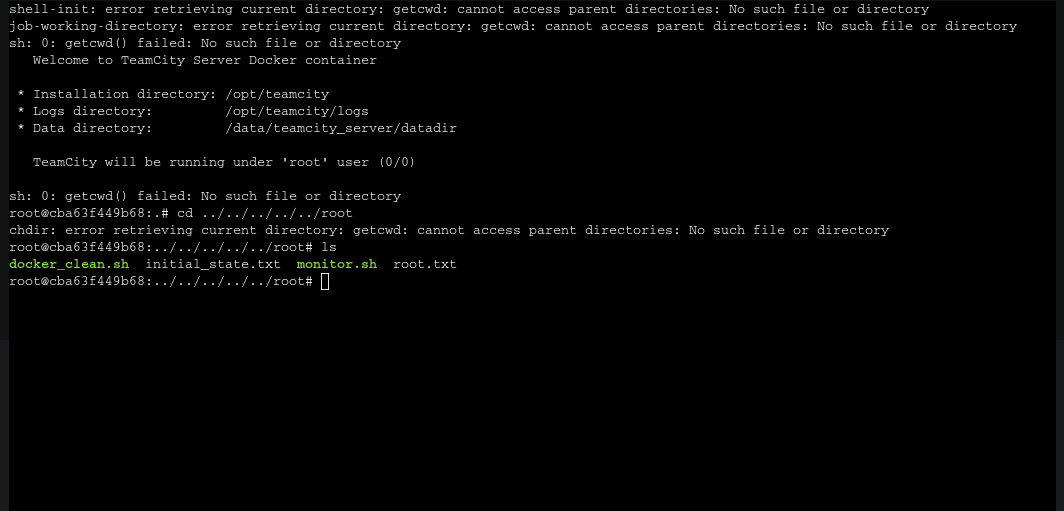 shell-init: error retrieving current directory: getcwd: cannot access parent directories: No such file or directory
job-working-directory: error retrieving current directory: getcwd: cannot access parent directories: No such file or directory
sh: 0: getcwd() failed: No such file or directory
   Welcome to TeamCity Server Docker container

 * Installation directory: /opt/teamcity
 * Logs directory:         /opt/teamcity/logs
 * Data directory:         /data/teamcity_server/datadir

   TeamCity will be running under 'root' user (0/0)

sh: 0: getcwd() failed: No such file or directory
root@cba63f449b68:.# cd ../../../../../root
chdir: error retrieving current directory: getcwd: cannot access parent directories: No such file or directory
root@cba63f449b68:../../../../../root# ls
docker_clean.sh  initial_state.txt  monitor.sh  root.txt
root@cba63f449b68:../../../../../root#